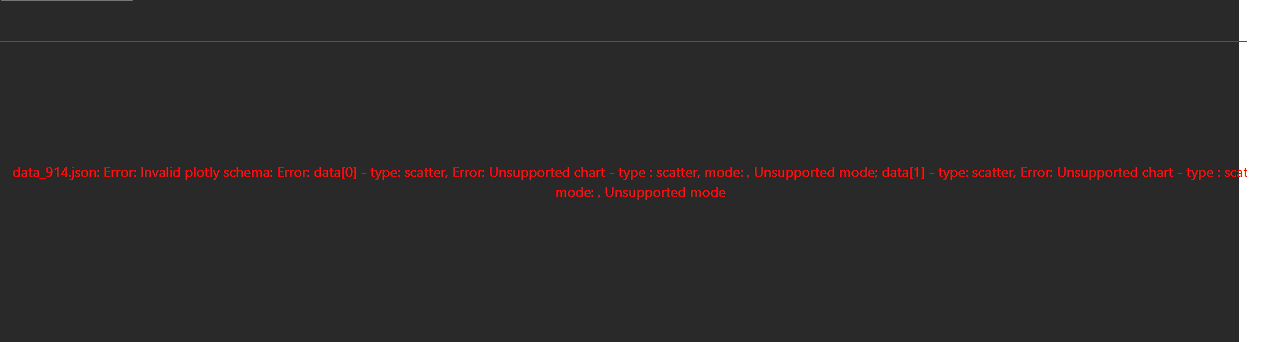 data_914.json: Error: Invalid plotly schema: Error: data[0] - type: scatter, Error: Unsupported chart - type : scatter, mode: , Unsupported mode; data[1] - type: scatter, Error: Unsupported chart - type : scat
mode: , Unsupported mode